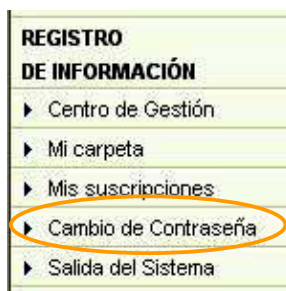 REGISTRO
DE INFORMACIÓN
Centro de Gestión
Mi carpeta
Mis suscripciones
Cambio de Contraseña
Salida del Sistema